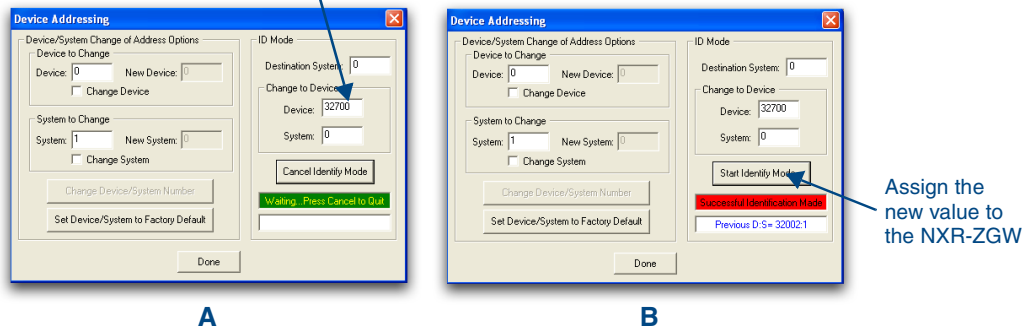 Device Addressing
Device/System Change of Address Options
Device to Change
Device: 0 New Device: 0
Change Device
System to Change
System: 1 New System: 0
Change System
Change Device/System Number
Set Device/System to Factory Default
ID Mode
Destination System: 0
Change to Device
Device: 32700
System: 0
Cancel Identify Mode
Waiting...Press Cancel to Quit
Done
A
Device Addressing
Device/System Change of Address Options
Device to Change
Device: 0 New Device: 0
Change Device
System to Change
System: 1 New System: 0
Change System
Change Device/System Number
Set Device/System to Factory Default
ID Mode
Destination System: 0
Change to Device
Device: 32700
System: 0
Start Identify Mode
Successful Identification Made
Previous D:S= 32002:1
Done
B
Assign the
new value to
the NXR-ZGW